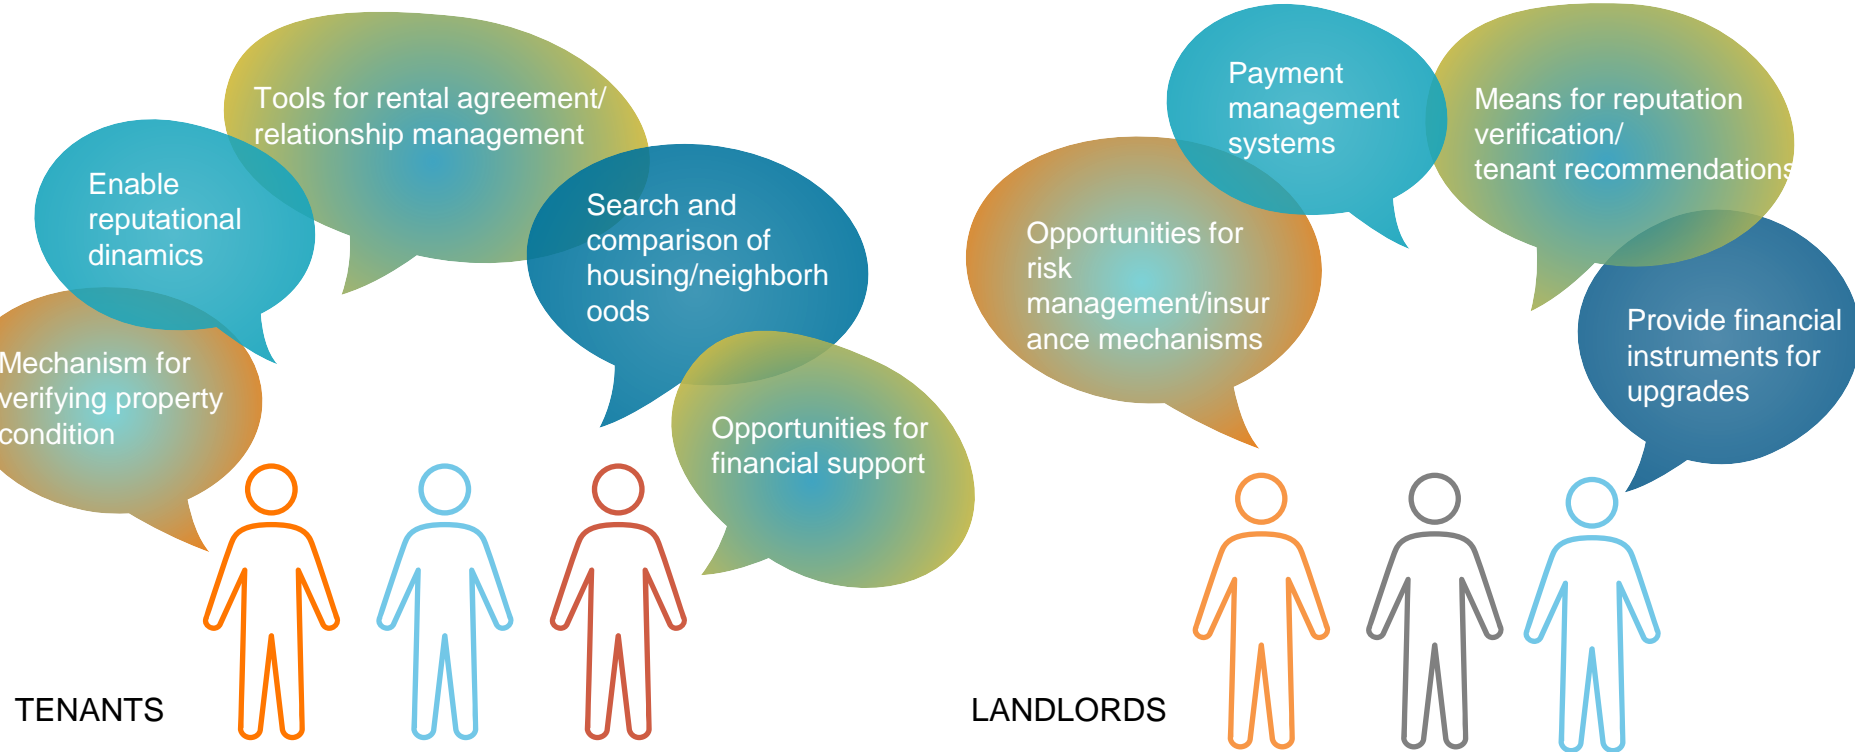 Tools for rental agreement/
relationship management
Enable
reputational
dinamics
Search and
comparison of
housing/neighborh
oods
Mechanism for
verifying property
condition
Opportunities for
financial support
TENANTS
Payment
management
systems
Means for reputation
verification/
tenant recommendations
Opportunities for
risk
management/insur
ance mechanisms
Provide financial
instruments for
upgrades
LANDLORDS